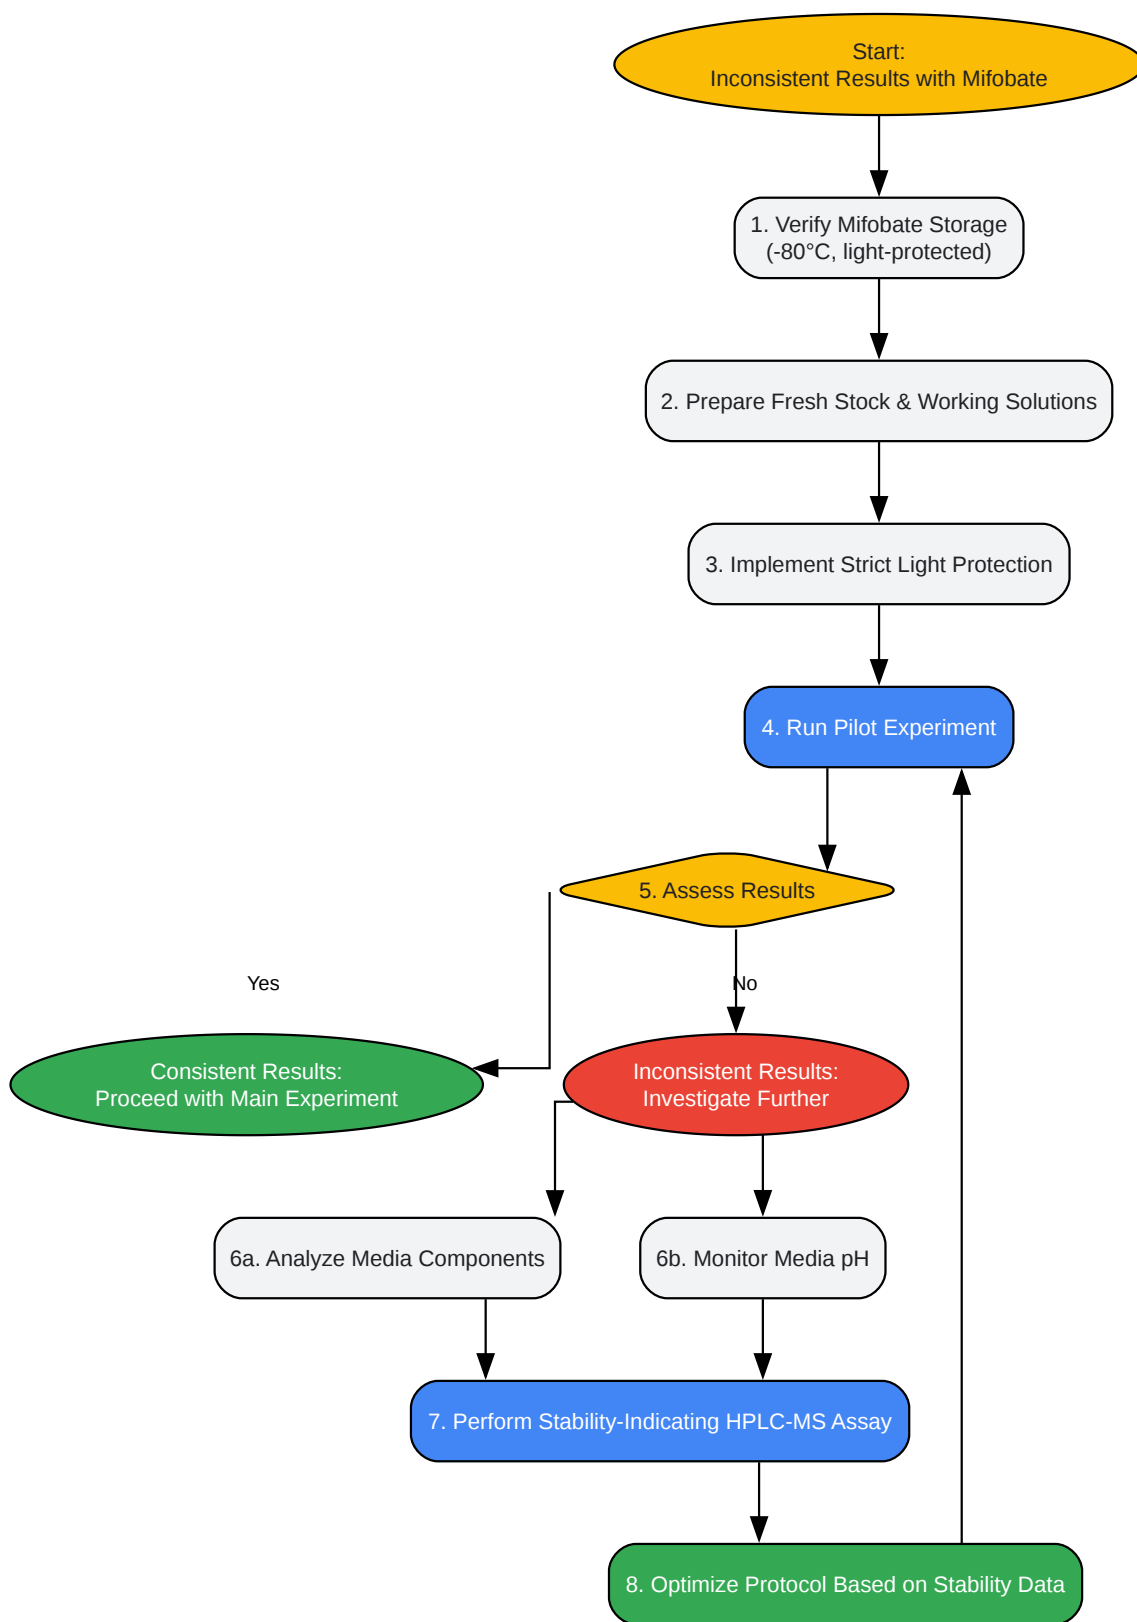 Start:
Inconsistent Results with Mifobate
1. Verify Mifobate Storage
(-80°C, light-protected)
2. Prepare Fresh Stock & Working Solutions
3. Implement Strict Light Protection
4. Run Pilot Experiment
5. Assess Results
Yes
No
Consistent Results:
Proceed with Main Experiment
Inconsistent Results:
Investigate Further
6a. Analyze Media Components
6b. Monitor Media pH
7. Perform Stability-Indicating HPLC-MS Assay
8. Optimize Protocol Based on Stability Data